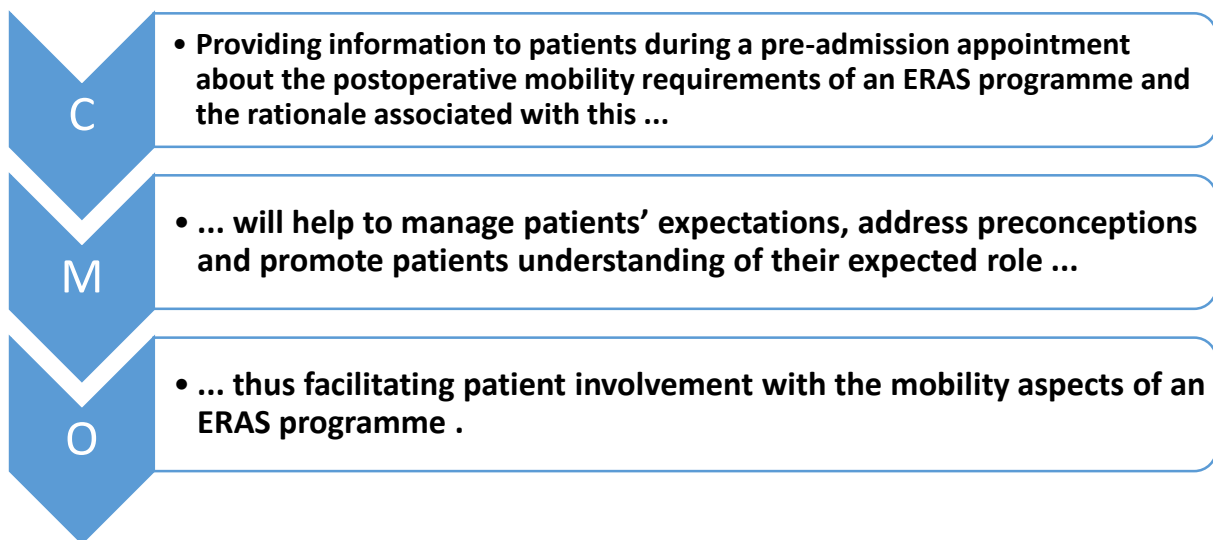 C
• Providing information to patients during a pre-admission appointment
about the postoperative mobility requirements of an ERAS programme and
the rationale associated with this ...
M
• ... will help to manage patients’ expectations, address preconceptions
and promote patients understanding of their expected role ...
O
• ... thus facilitating patient involvement with the mobility aspects of an
ERAS programme .